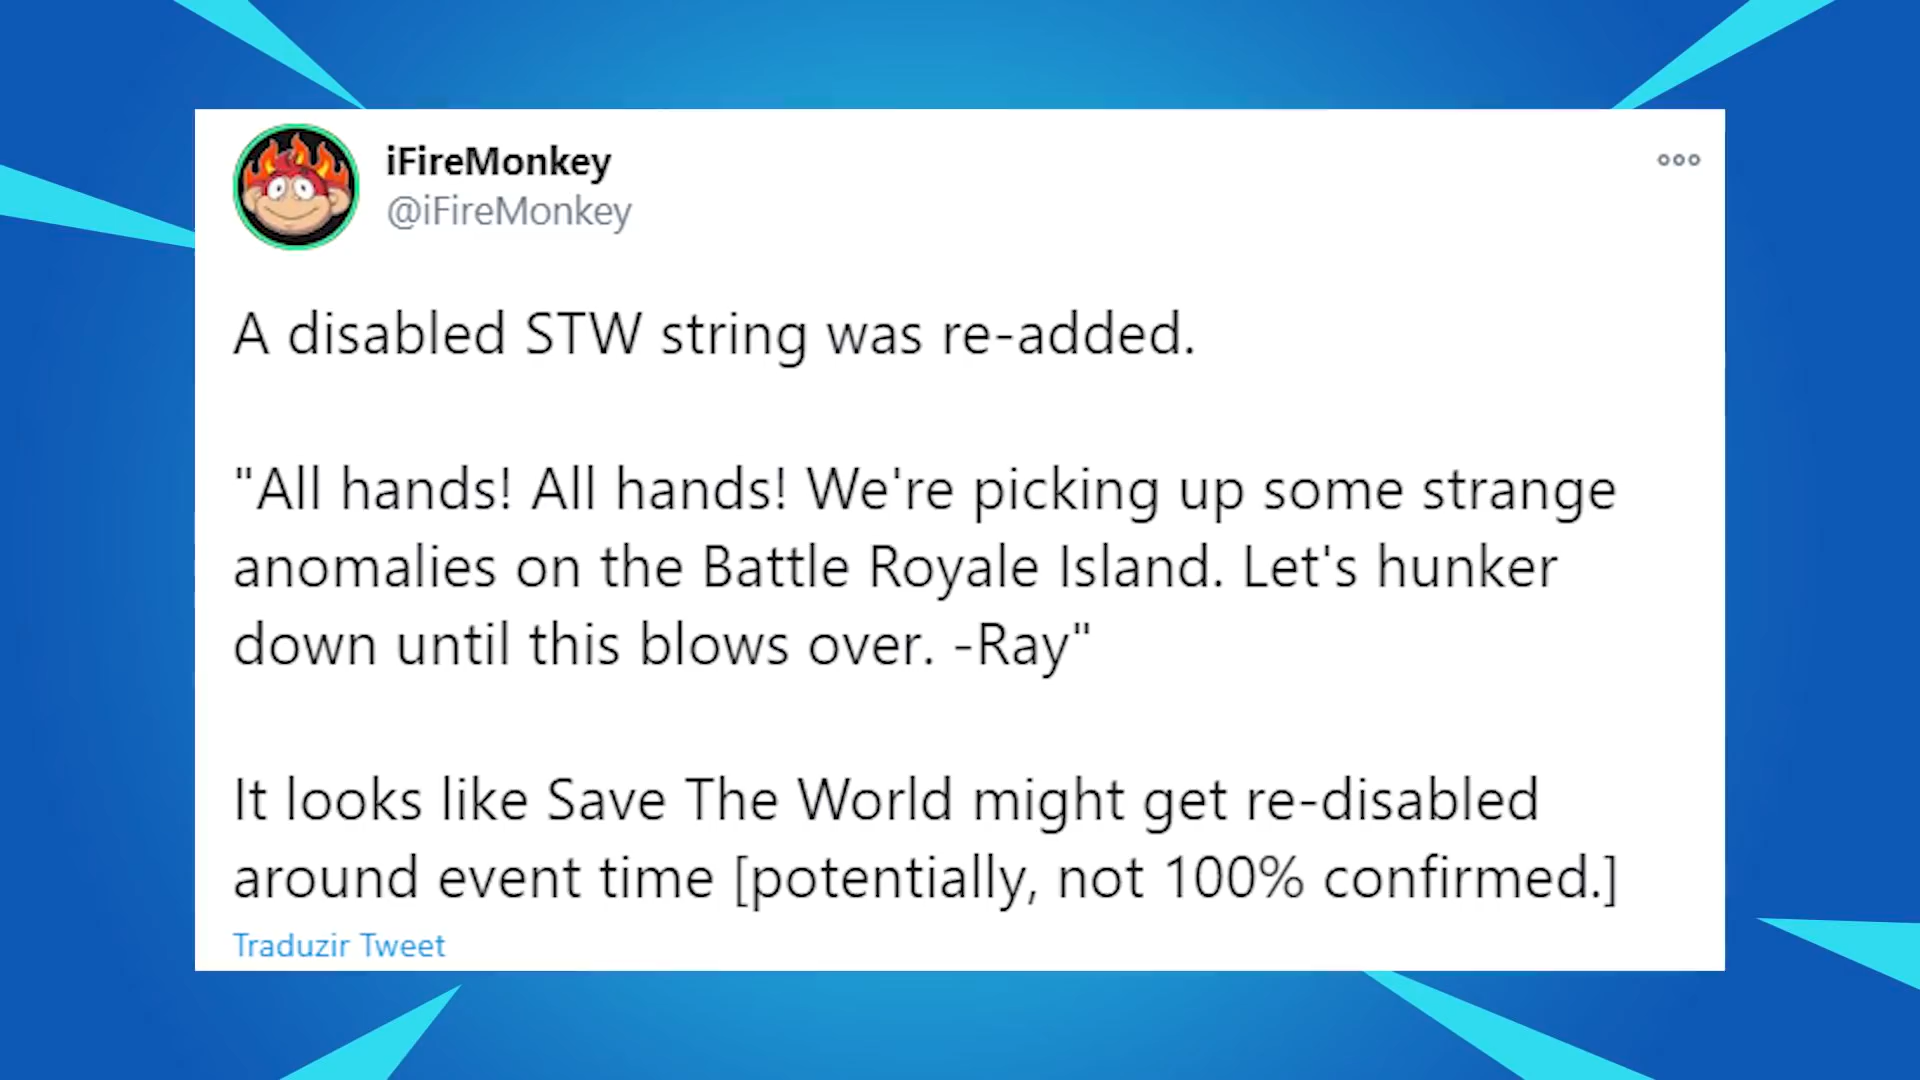 iFireMonkey
@iFireMonkey
A disabled STW string was re-added.
"All hands! All hands! We're picking up some strange
anomalies on the Battle Royale Island. Let's hunker
down until this blows over. -Ray"
It looks like Save The World might get re-disabled
around event time [potentially, not 100% confirmed.]
Traduzir Tweet